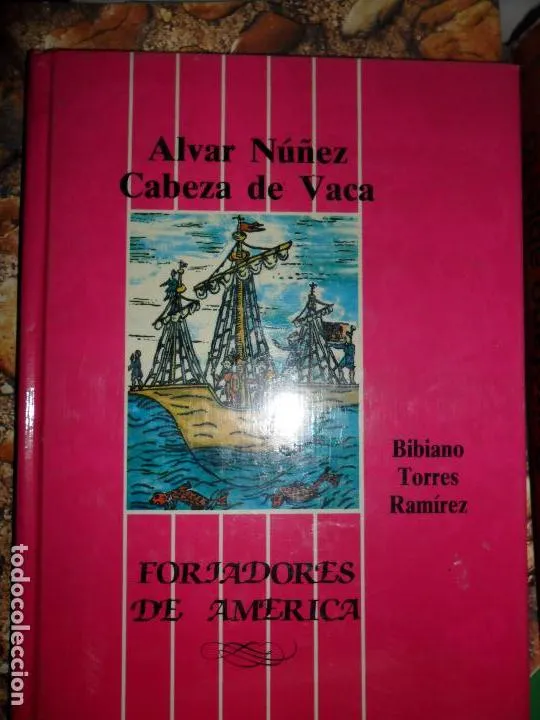 Alvar Núñez
Cabeza de Vaca
Bibiano
Torres
Ramírez
FORJADORES
DE AMERICA
todocoleccion